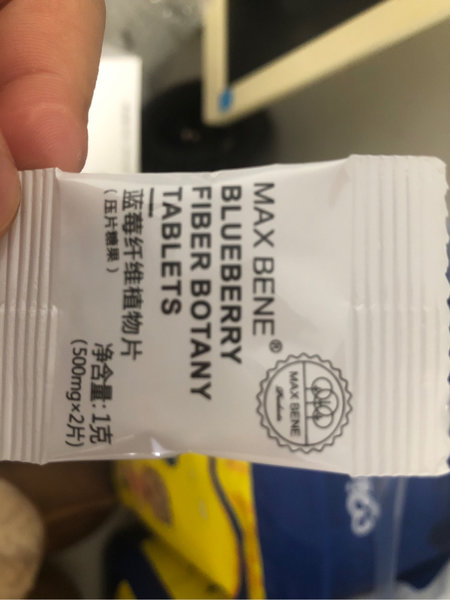 MAX BENE®
BLUEBERRY
FIBER BOTANY
TABLETS
蓝莓纤维植物片
（压片糖果）
净含量：1克
（500mg×2片）
MAX BENE